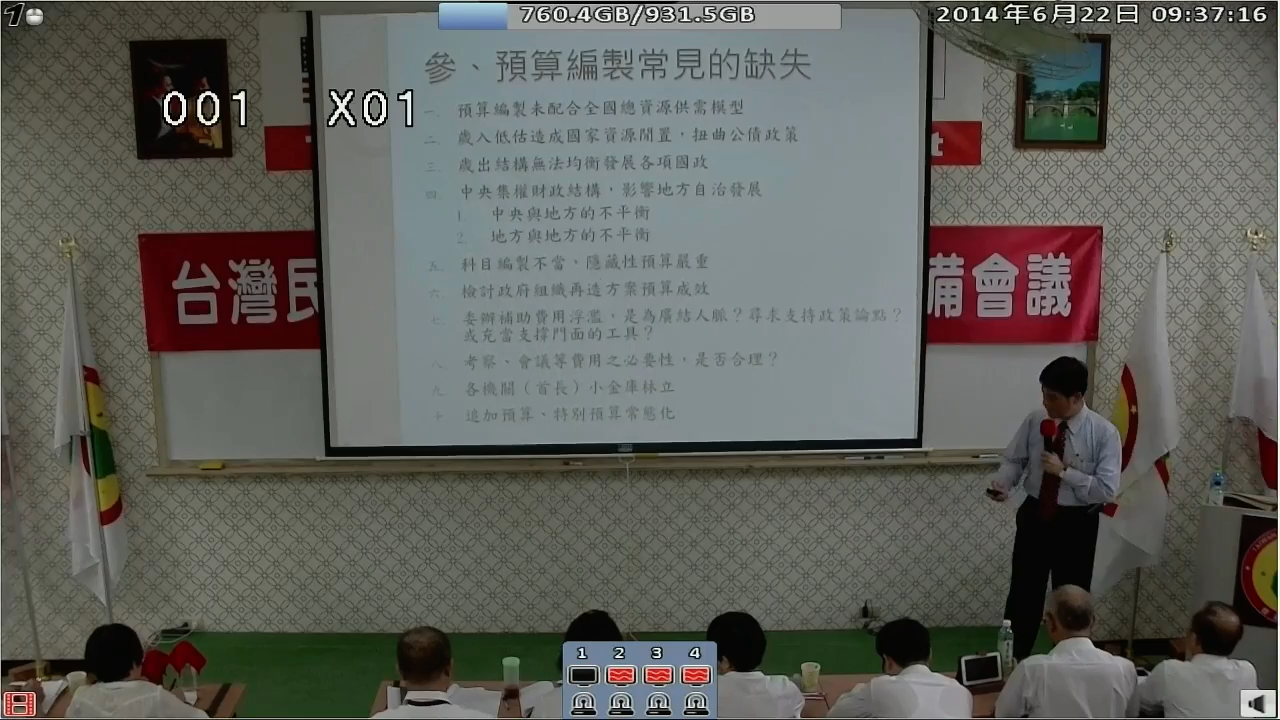 760.4GB/931.5GB
2014年6月22日 09:37:16
001 X01
參、預算編製常見的缺失
一. 預算編製未配合全國總資源供需模型
二. 歲入低估造成國家資源閒置，扭曲公債政策
三. 歲出結構無法均衡發展各項國政
四. 中央集權財政結構，影響地方自治發展
1. 中央與地方的不平衡
2. 地方與地方的不平衡
五. 科目編製不當、隱藏性預算嚴重
六. 檢討政府組織再造方案預算成效
七. 委辦補助費用浮濫，是為廣結人脈？尋求支持政策論點？
或充當支撐門面的工具？
八. 考察、會議等費用之必要性，是否合理？
九. 各機關（首長）小金庫林立
十. 追加預算、特別預算常態化
台灣民
備會議
t
1 2 3 4